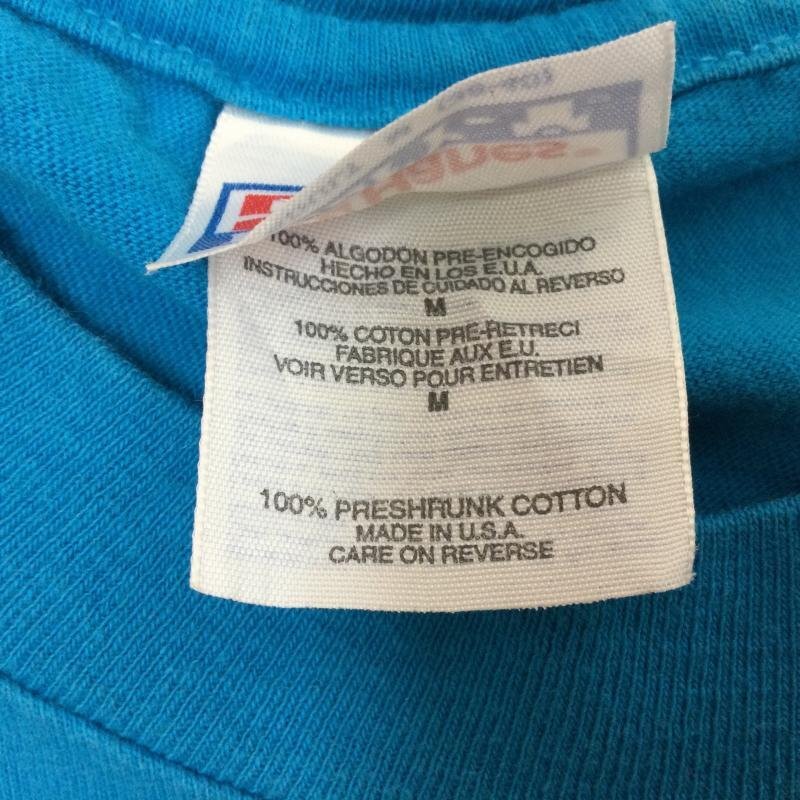 Hanes
100% ALGODON PRE-ENCOGIDO
HECHO EN LOS E.U.A.
INSTRUCCIONES DE CUIDADO AL REVERSO
M
100% COTON PRE-RETRECI
FABRIQUE AUX E.U.
VOIR VERSO POUR ENTRETIEN
M
100% PRESHRUNK COTTON
MADE IN U.S.A.
CARE ON REVERSE